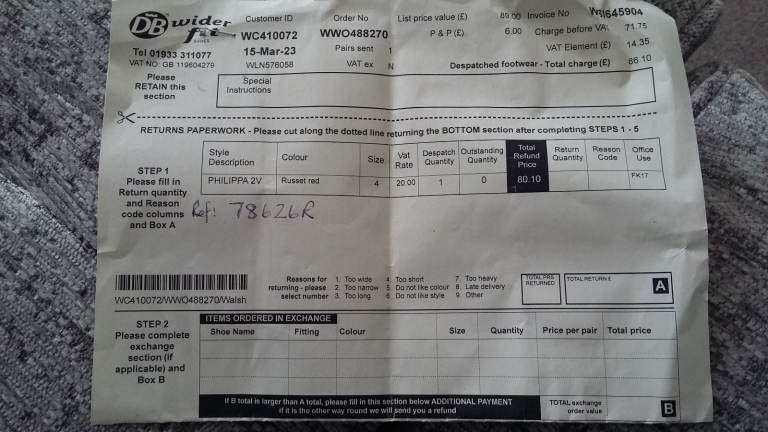 DB wider fit SHOES
Customer ID Order No List price value (£) 89.00 Invoice No WRI645904
WC410072 WWO488270 P & P (£) 6.00 Charge before VAT 71.75
Tel 01933 311077 15-Mar-23 Pairs sent 1 VAT Element (£) 14.35
VAT NO: GB 119604279 WLN576058 VAT ex N Despatched footwear - Total charge (£) 86.10
Please RETAIN this section
Special Instructions
RETURNS PAPERWORK - Please cut along the dotted line returning the BOTTOM section after completing STEPS 1 - 5
STEP 1
Please fill in
Return quantity
and Reason
code columns
and Box A
Style Description Colour Size Vat Rate Despatch Quantity Outstanding Quantity Total Refund Price Return Quantity Reason Code Office Use
PHILIPPA 2V Russet red 4 20.00 1 0 80.10 FK17
Ref: 78626R
WC410072/WWO488270/Walsh
Reasons for returning - please select number
1. Too wide 4. Too short 7. Too heavy
2. Too narrow 5. Do not like colour 8. Late delivery
3. Too long 6. Do not like style 9. Other
TOTAL PRS RETURNED
TOTAL RETURN £
A
STEP 2
Please complete
exchange
section (if
applicable) and
Box B
ITEMS ORDERED IN EXCHANGE
Shoe Name Fitting Colour Size Quantity Price per pair Total price
If B total is larger than A total, please fill in this section below ADDITIONAL PAYMENT
if it is the other way round we will send you a refund
TOTAL exchange
order value
B